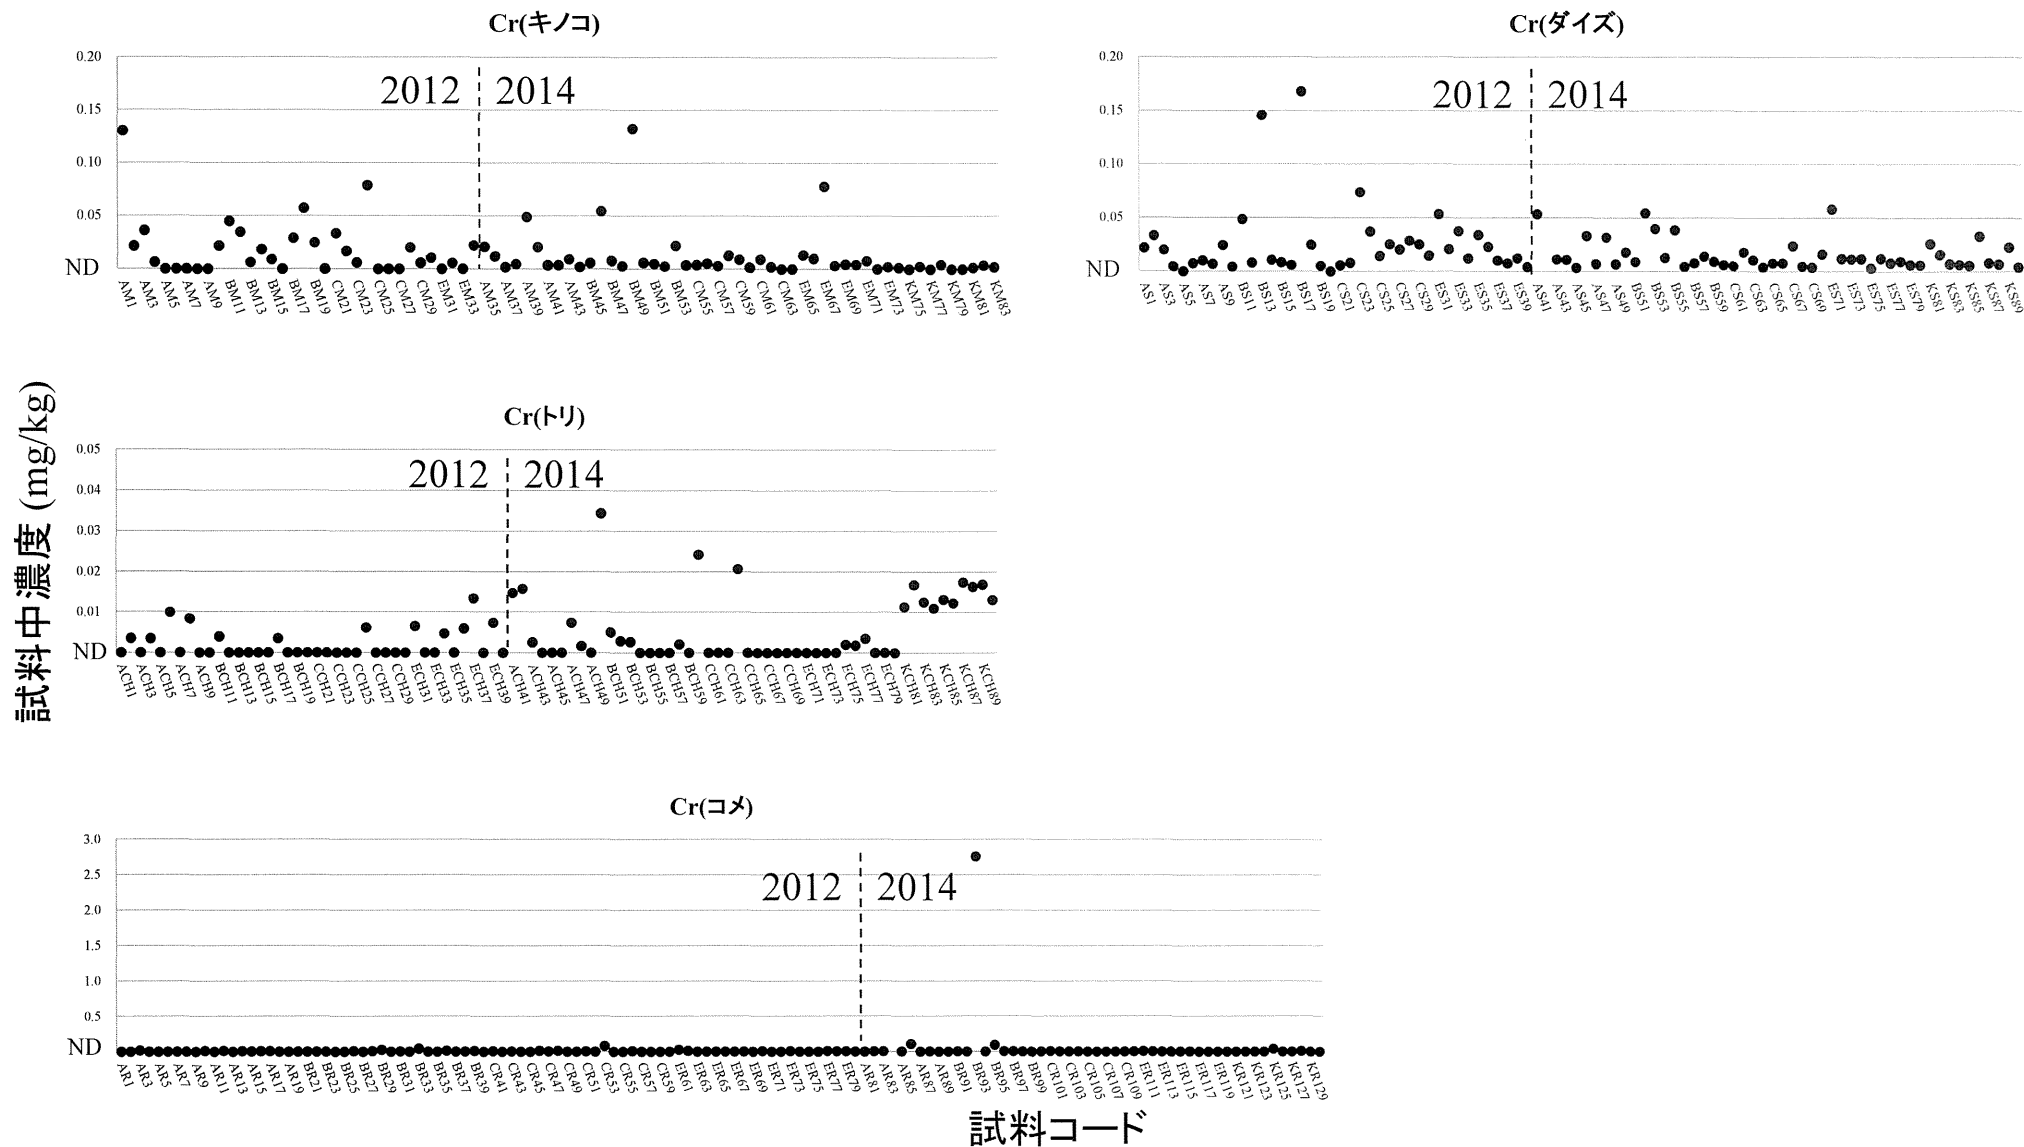 Cr(キノコ)
0.20
0.15
0.10
0.05
ND
2012
2014
AM1 AM3 AM5 AM7 AM9 BM11 BM13 BM15 BM17 BM19 CM21 CM23 CM25 CM27 CM29 EM31 EM33 AM35 AM37 AM39 AM41 AM43 BM45 BM47 BM49 BM51 BM53 CM55 CM57 CM59 CM61 CM63 EM65 EM67 EM69 EM71 EM73 KM75 KM77 KM79 KM81 KM83
Cr(ダイズ)
0.20
0.15
0.10
0.05
ND
2012
2014
AS1 AS3 AS5 AS7 AS9 BS11 BS13 BS15 BS17 BS19 CS21 CS23 CS25 CS27 CS29 ES31 ES33 ES35 ES37 ES39 AS41 AS43 AS45 AS47 AS49 BS51 BS53 BS55 BS57 BS59 CS61 CS63 CS65 CS67 CS69 ES71 ES73 ES75 ES77 ES79 KS81 KS83 KS85 KS87 KS89
試料中濃度 (mg/kg)
Cr(トリ)
0.05
0.04
0.03
0.02
0.01
ND
2012
2014
ACH1 ACH3 ACH5 ACH7 ACH9 BCH11 BCH13 BCH15 BCH17 BCH19 CCH21 CCH23 CCH25 CCH27 CCH29 ECH31 ECH33 ECH35 ECH37 ECH39 ACH41 ACH43 ACH45 ACH47 ACH49 BCH51 BCH53 BCH55 BCH57 BCH59 CCH61 CCH63 CCH65 CCH67 CCH69 ECH71 ECH73 ECH75 ECH77 ECH79 KCH81 KCH83 KCH85 KCH87 KCH89
Cr(コメ)
3.0
2.5
2.0
1.5
1.0
0.5
ND
2012
2014
AR1 AR3 AR5 AR7 AR9 AR11 AR13 AR15 AR17 AR19 BR21 BR23 BR25 BR27 BR29 BR31 BR33 BR35 BR37 BR39 CR41 CR43 CR45 CR47 CR49 CR51 CR53 CR55 CR57 CR59 ER61 ER63 ER65 ER67 ER69 ER71 ER73 ER75 ER77 ER79 AR81 AR83 AR85 AR87 AR89 BR91 BR93 BR95 BR97 BR99 CR101 CR103 CR105 CR107 CR109 ER111 ER113 ER115 ER117 ER119 KR121 KR123 KR125 KR127 KR129
試料コード